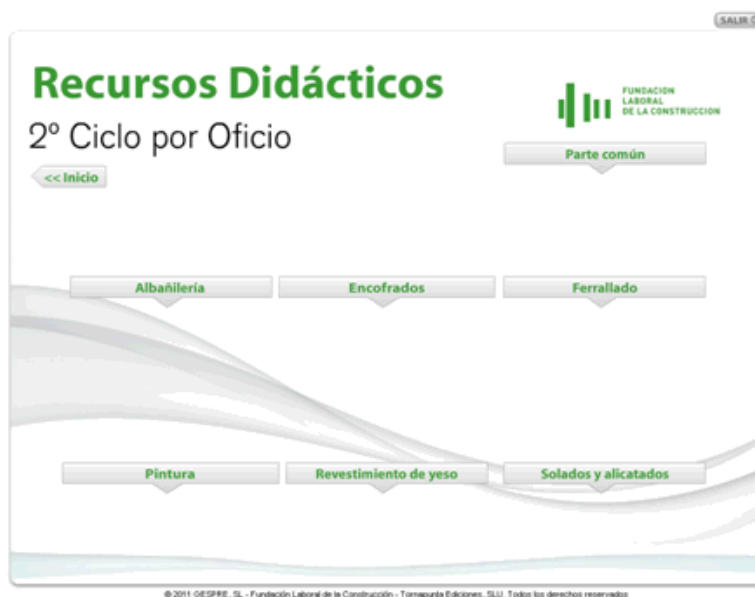 SALIR
Recursos Didácticos
FUNDACION
LABORAL
DE LA CONSTRUCCION
2º Ciclo por Oficio
Parte común
<< Inicio
Albañilería
Encofrados
Ferrallado
Pintura
Revestimiento de yeso
Solados y alicatados
© 2011 GESPRE, SL - Fundación Laboral de la Construcción - Tornapunta Ediciones, SLU. Todos los derechos reservados